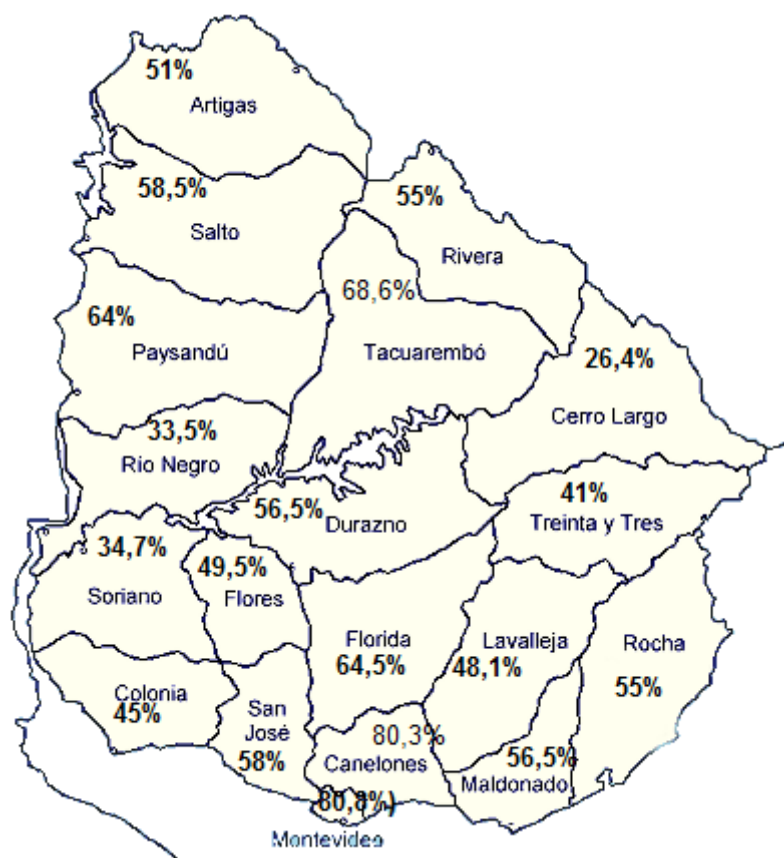 51%
Artigas
58,5%
Salto
55%
Rivera
68,6%
64%
Paysandú
Tacuarembó
26,4%
Cerro Largo
33,5%
Río Negro
56,5%
Durazno
41%
Treinta y Tres
34,7%
Soriano
49,5%
Flores
Florida
64,5%
Lavalleja
48,1%
Rocha
55%
Colonia
45%
San
José
58%
80,3%
Canelones
56,5%
Maldonado
80,8%)
Montevideo